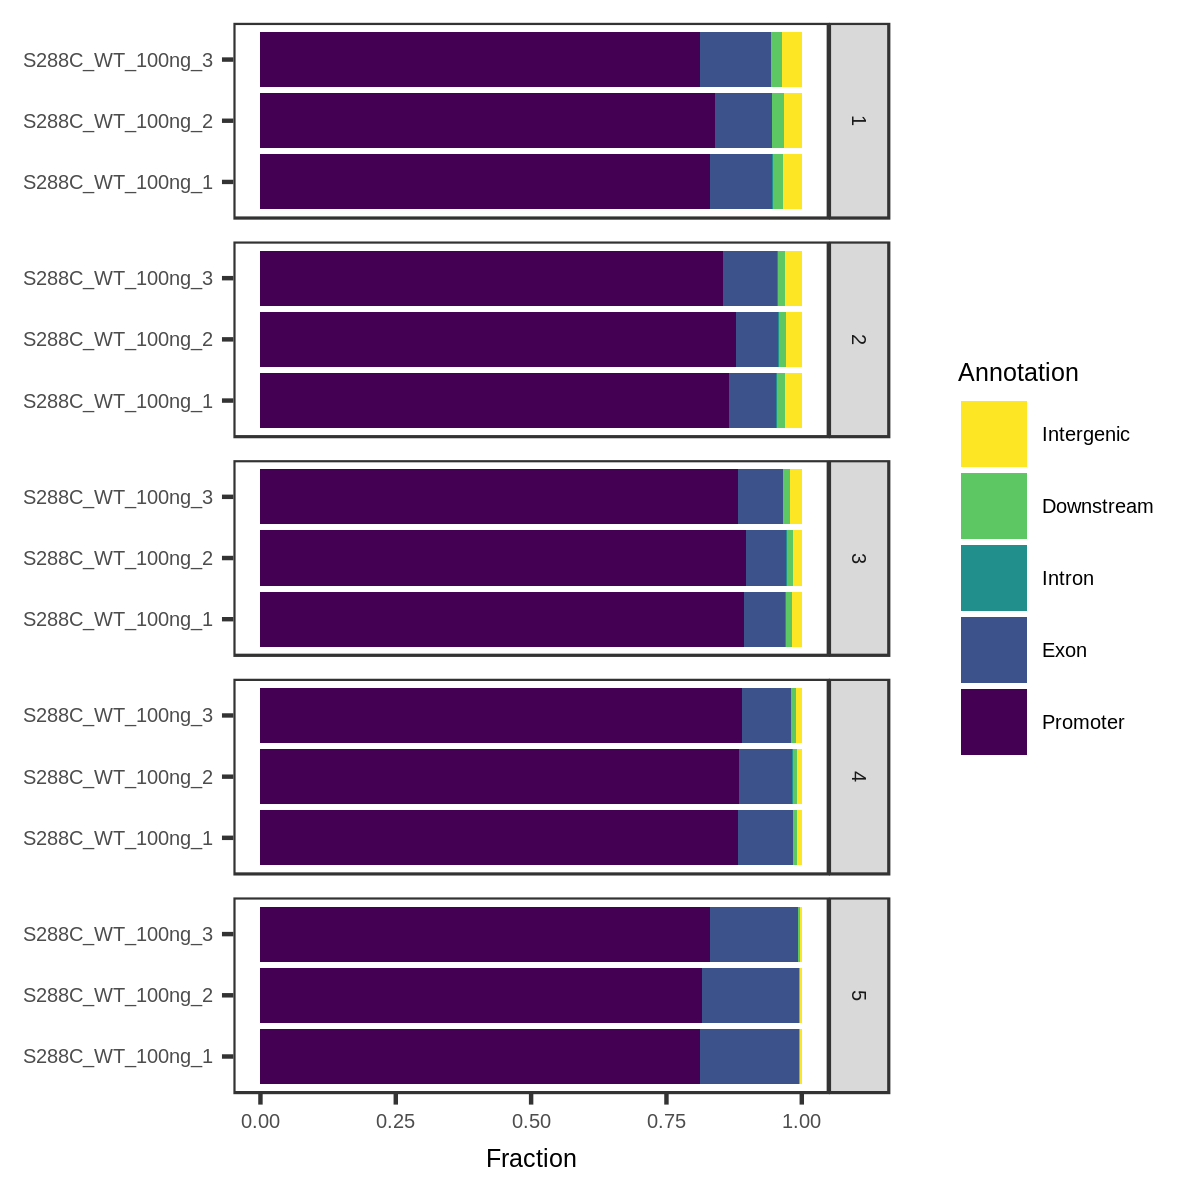 S288C_WT_100ng_3
S288C_WT_100ng_2
S288C_WT_100ng_1
1
S288C_WT_100ng_3
S288C_WT_100ng_2
S288C_WT_100ng_1
2
S288C_WT_100ng_3
S288C_WT_100ng_2
S288C_WT_100ng_1
3
S288C_WT_100ng_3
S288C_WT_100ng_2
S288C_WT_100ng_1
4
S288C_WT_100ng_3
S288C_WT_100ng_2
S288C_WT_100ng_1
5
0.00 0.25 0.50 0.75 1.00
Fraction
Annotation
Intergenic
Downstream
Intron
Exon
Promoter